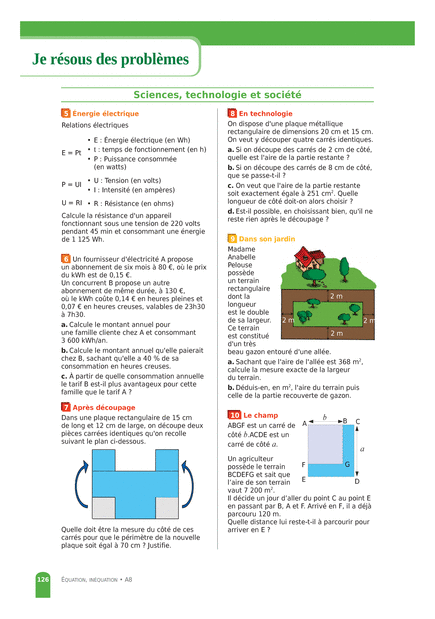 Je résous des problèmes
Sciences, technologie et société
5 Energie électrique
Relations électriques
E = Pt
• E : Énergie électrique (en Wh)
• t : temps de fonctionnement (en h)
• P : Puissance consommée
(en watts)
P = UI
• U : Tension (en volts)
• I : Intensité (en ampères)
U = RI • R : Résistance (en ohms)
Calcule la résistance d'un appareil
fonctionnant sous une tension de 220 volts
pendant 45 min et consommant une énergie
de 1 125 Wh.
6 Un fournisseur d'électricité A propose
un abonnement de six mois à 80 €, où le prix
du kWh est de 0,15 €.
Un concurrent B propose un autre
abonnement de même durée, à 130 €,
où le kWh coûte 0,14 € en heures pleines et
0,07 € en heures creuses, valables de 23h30
à 7h30.
a. Calcule le montant annuel pour
une famille cliente chez A et consommant
3 600 kWh/an.
b. Calcule le montant annuel qu'elle paierait
chez B, sachant qu'elle a 40 % de sa
consommation en heures creuses.
c. À partir de quelle consommation annuelle
le tarif B est-il plus avantageux pour cette
famille que le tarif A ?
7 Après découpage
Dans une plaque rectangulaire de 15 cm
de long et 12 cm de large, on découpe deux
pièces carrées identiques qu'on recolle
suivant le plan ci-dessous.
Quelle doit être la mesure du côté de ces
carrés pour que le périmètre de la nouvelle
plaque soit égal à 70 cm ? Justifie.
8 En technologie
On dispose d'une plaque métallique
rectangulaire de dimensions 20 cm et 15 cm.
On veut y découper quatre carrés identiques.
a. Si on découpe des carrés de 2 cm de côté,
quelle est l'aire de la partie restante ?
b. Si on découpe des carrés de 8 cm de côté,
que se passe-t-il ?
c. On veut que l'aire de la partie restante
soit exactement égale à 251 cm². Quelle
longueur de côté doit-on alors choisir ?
d. Est-il possible, en choisissant bien, qu'il ne
reste rien après le découpage ?
9 Dans son jardin
Madame
Anabelle
Pelouse
possède
un terrain
rectangulaire
dont la
longueur
est le double
de sa largeur.
Ce terrain
est constitué
d'un très
beau gazon entouré d'une allée.
2 m
2 m
2 m
2 m
a. Sachant que l'aire de l'allée est 368 m²,
calcule la mesure exacte de la largeur
du terrain.
b. Déduis-en, en m², l'aire du terrain puis
celle de la partie recouverte de gazon.
10 Le champ
ABGF est un carré de
côté b.ACDE est un
carré de côté a.
Un agriculteur
possède le terrain
BCDEFG et sait que
l'aire de son terrain
vaut 7 200 m².
A
b
B
C
a
F
G
E
D
Il décide un jour d'aller du point C au point E
en passant par B, A et F. Arrivé en F, il a déjà
parcouru 120 m.
Quelle distance lui reste-t-il à parcourir pour
arriver en E ?
126 ÉQUATION, INÉQUATION • A8